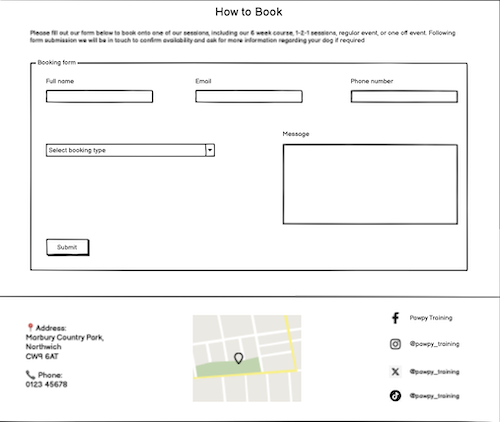 How to Book
Please fill out our form below to book onto one of our sessions, including our 6 week course, 1-2-1 sessions, regular event, or one off event. Following
form submission we will be in touch to confirm availability and ask for more information regarding your dog if required
Booking form
Full name
Email
Phone number
Select booking type
Message
Submit
Address:
Marbury Country Park,
Northwich
CW9 6AT
Phone:
0123 45678
Pawpy Training
@pawpy_training
@pawpy_training
@pawpy_training